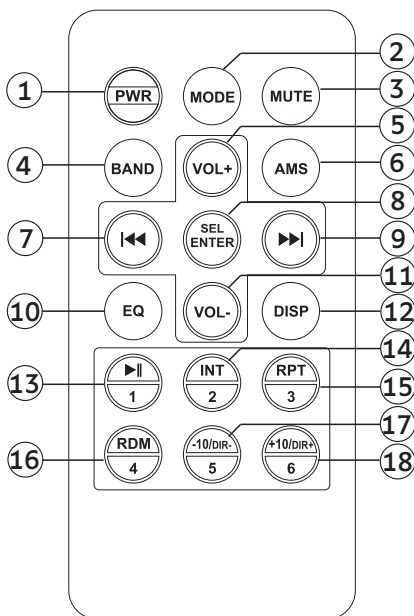 1
PWR
MODE
2
MUTE
3
4
BAND
VOL+
5
AMS
6
7
SEL
ENTER
8
9
10
EQ
VOL-
11
DISP
12
13
1
INT
2
14
RPT
3
15
16
RDM
4
-10/DIR-
5
17
+10/DIR+
6
18